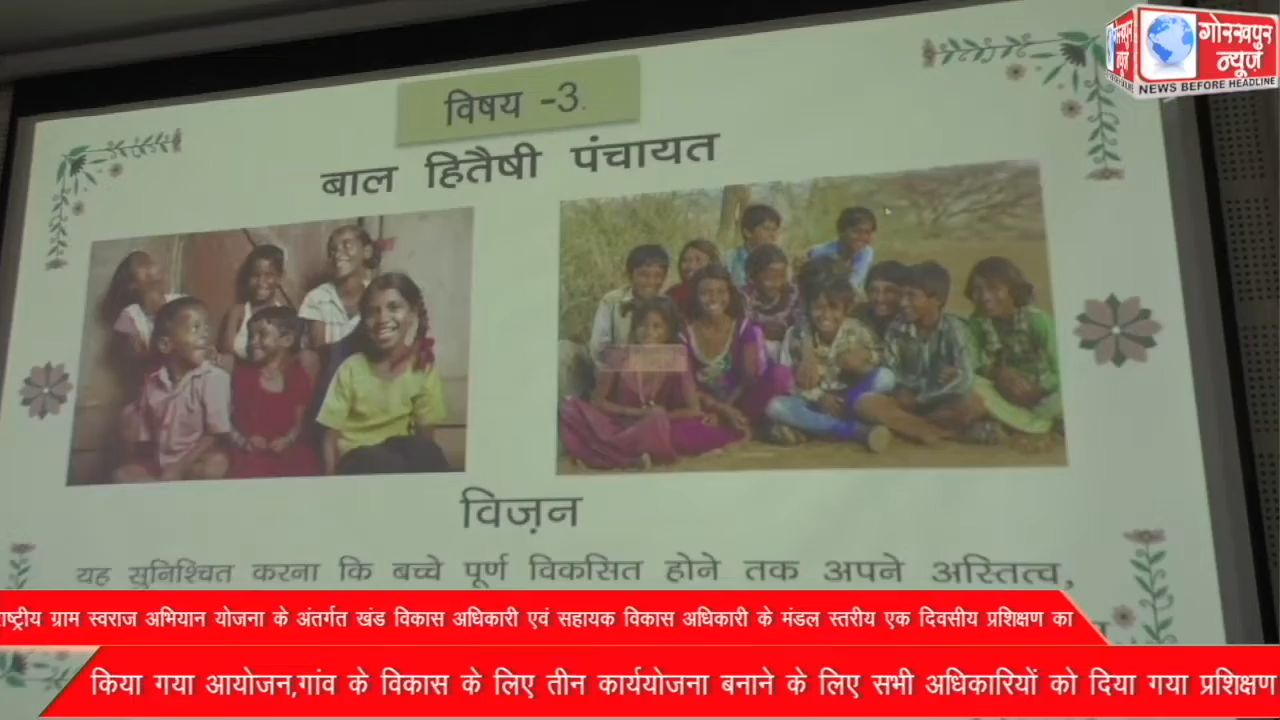 विषय -3.
बाल हितैषी पंचायत
विज़न
यह सुनिश्चित करना कि बच्चे पूर्ण विकसित होने तक अपने अस्तित्व,
गोरखपुर
न्यूज़
गोरखपुर
न्यूज़
NEWS BEFORE HEADLINE
राष्ट्रीय ग्राम स्वराज अभियान योजना के अंतर्गत खंड विकास अधिकारी एवं सहायक विकास अधिकारी के मंडल स्तरीय एक दिवसीय प्रशिक्षण का
किया गया आयोजन,गांव के विकास के लिए तीन कार्ययोजना बनाने के लिए सभी अधिकारियों को दिया गया प्रशिक्षण